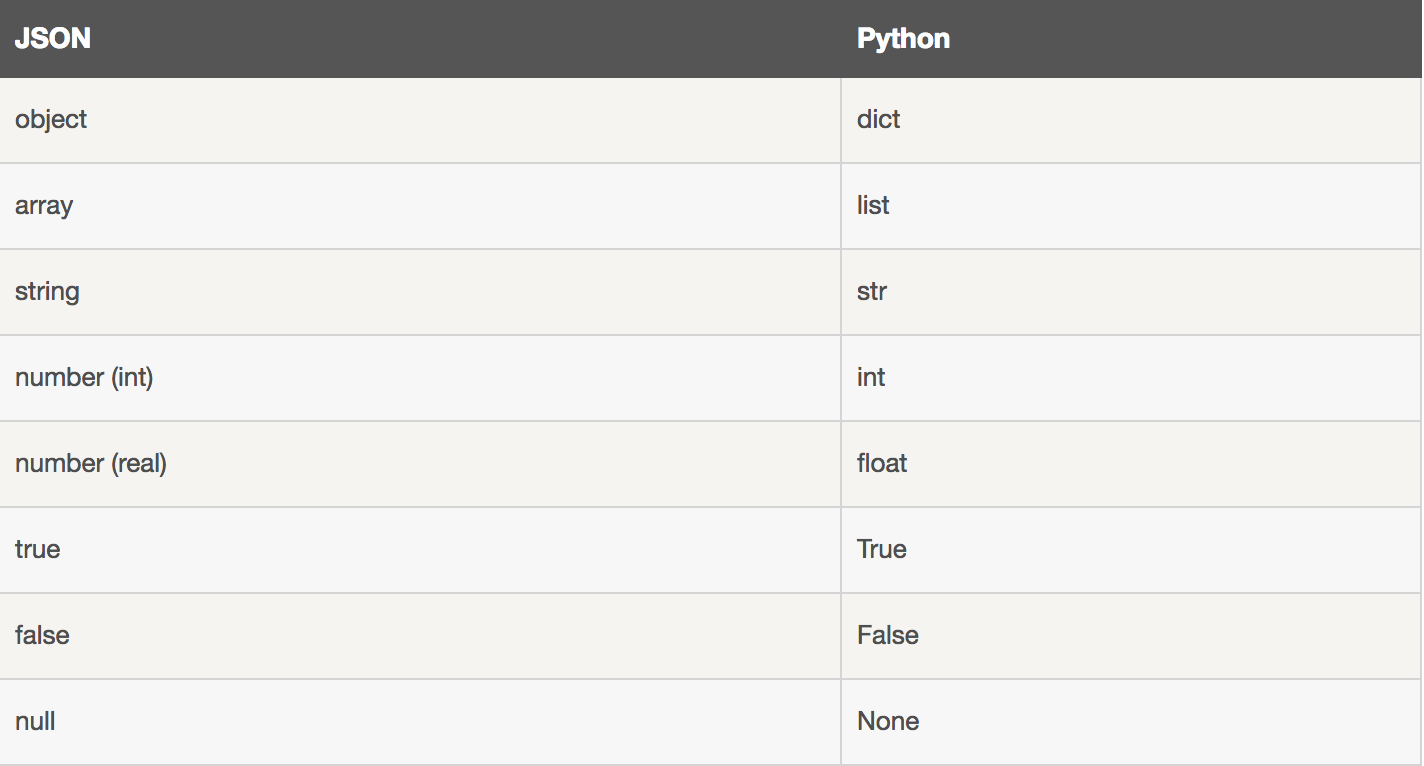 JSON Python
object dict
array list
string str
number (int) int
number (real) float
true True
false False
null None